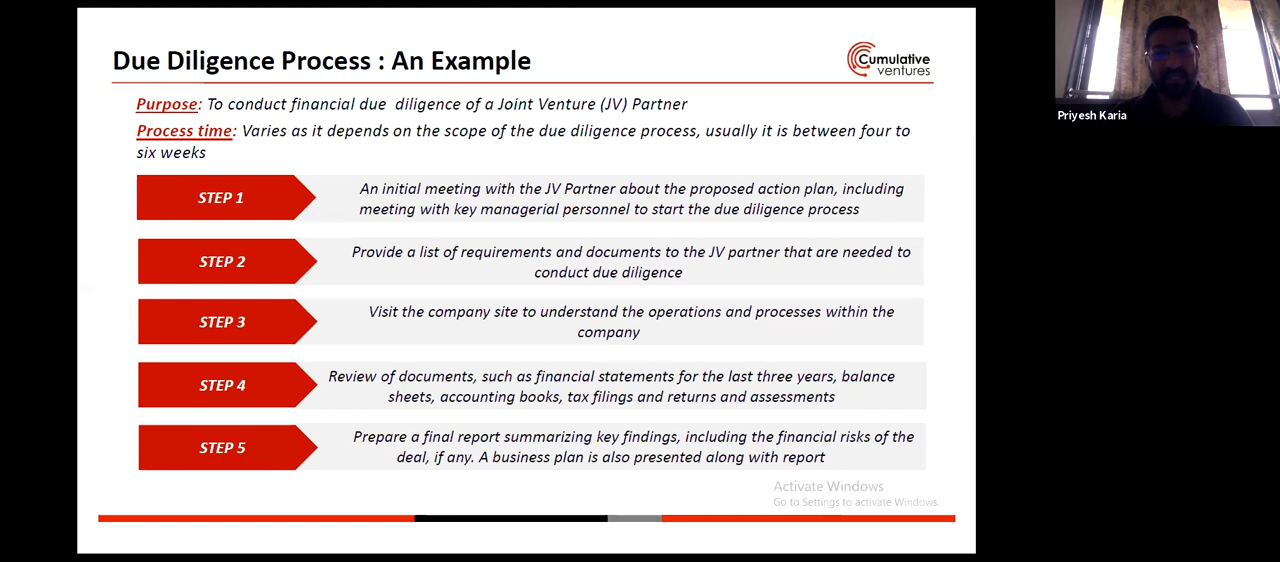 Due Diligence Process : An Example
Cumulative
ventures
Purpose: To conduct financial due diligence of a Joint Venture (JV) Partner
Process time: Varies as it depends on the scope of the due diligence process, usually it is between four to
six weeks
STEP 1
An initial meeting with the JV Partner about the proposed action plan, including
meeting with key managerial personnel to start the due diligence process
STEP 2
Provide a list of requirements and documents to the JV partner that are needed to
conduct due diligence
STEP 3
Visit the company site to understand the operations and processes within the
company
STEP 4
Review of documents, such as financial statements for the last three years, balance
sheets, accounting books, tax filings and returns and assessments
STEP 5
Prepare a final report summarizing key findings, including the financial risks of the
deal, if any. A business plan is also presented along with report
Activate Windows
Go to Settings to activate Windows.
Priyesh Karia